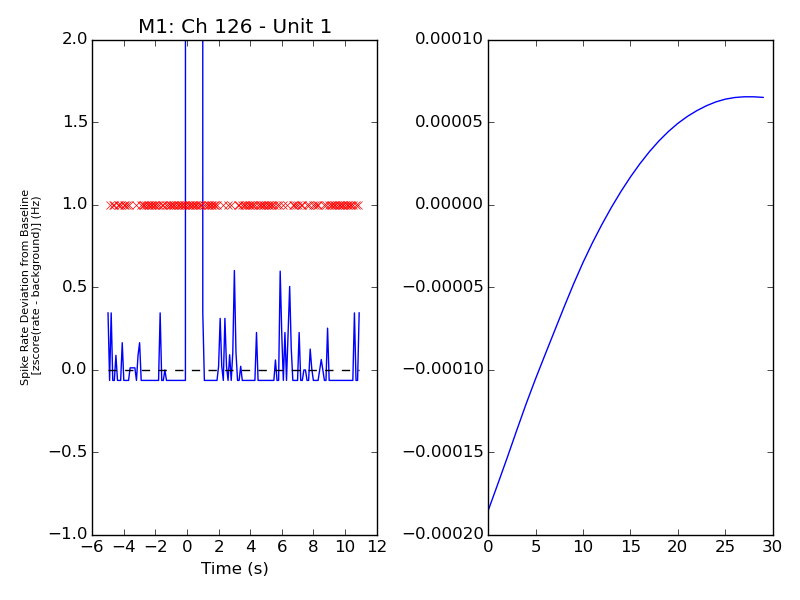 M1: Ch 126 - Unit 1
2.0
1.5
1.0
0.5
0.0
−0.5
−1.0
−6 −4 −2 0 2 4 6 8 10 12
Time (s)
Spike Rate Deviation from Baseline
[zscore(rate - background)] (Hz)
0.00010
0.00005
0.00000
−0.00005
−0.00010
−0.00015
−0.00020
0 5 10 15 20 25 30